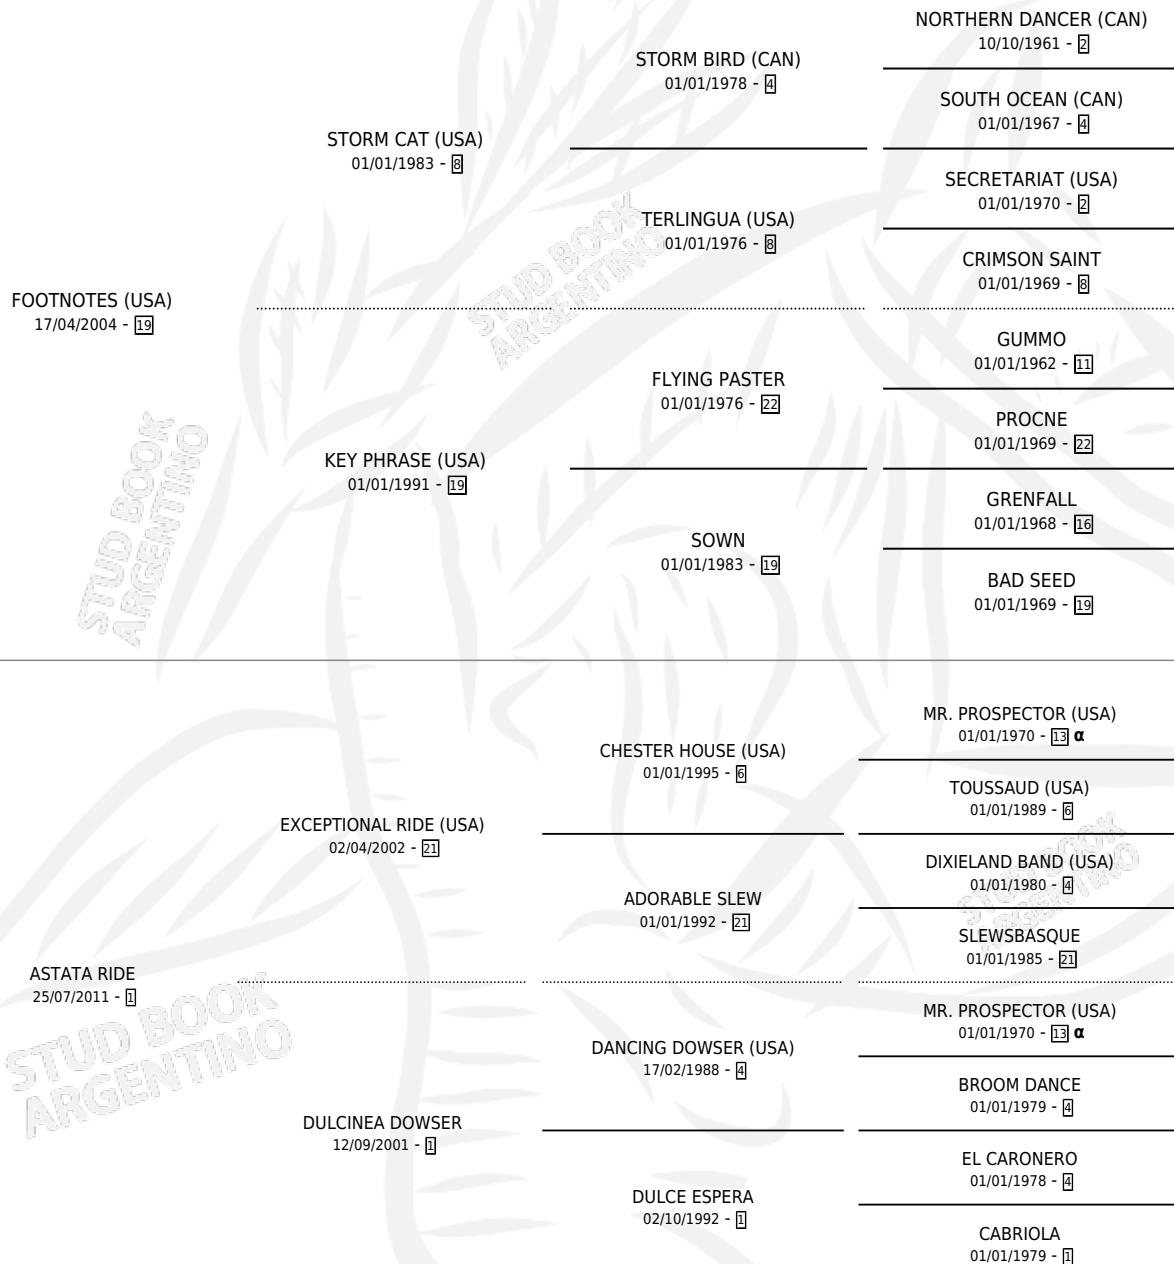 NORTHERN DANCER (CAN)
10/10/1961 - 2
STORM BIRD (CAN)
01/01/1978 - 4
SOUTH OCEAN (CAN)
01/01/1967 - 4
STORM CAT (USA)
01/01/1983 - 8
SECRETARIAT (USA)
01/01/1970 - 2
TERLINGUA (USA)
01/01/1976 - 8
CRIMSON SAINT
01/01/1969 - 8
FOOTNOTES (USA)
17/04/2004 - 19
GUMMO
01/01/1962 - 11
FLYING PASTER
01/01/1976 - 22
PROCNE
01/01/1969 - 22
KEY PHRASE (USA)
01/01/1991 - 19
GRENFALL
01/01/1968 - 16
SOWN
01/01/1983 - 19
BAD SEED
01/01/1969 - 19
MR. PROSPECTOR (USA)
01/01/1970 - 13 α
CHESTER HOUSE (USA)
01/01/1995 - 6
TOUSSAUD (USA)
01/01/1989 - 6
EXCEPTIONAL RIDE (USA)
02/04/2002 - 21
DIXIELAND BAND (USA)
01/01/1980 - 4
ADORABLE SLEW
01/01/1992 - 21
SLEWSBASQUE
01/01/1985 - 21
ASTATA RIDE
25/07/2011 - 1
MR. PROSPECTOR (USA)
01/01/1970 - 13 α
DANCING DOWSER (USA)
17/02/1988 - 4
BROOM DANCE
01/01/1979 - 4
DULCINEA DOWSER
12/09/2001 - 1
EL CARONERO
01/01/1978 - 4
DULCE ESPERA
02/10/1992 - 1
CABRIOLA
01/01/1979 - 1
STUD BOOK
ARGENTINO
STUD BOOK
ARGENTINO
STUD BOOK
ARGENTINO
STUD BOOK
ARGENTINO